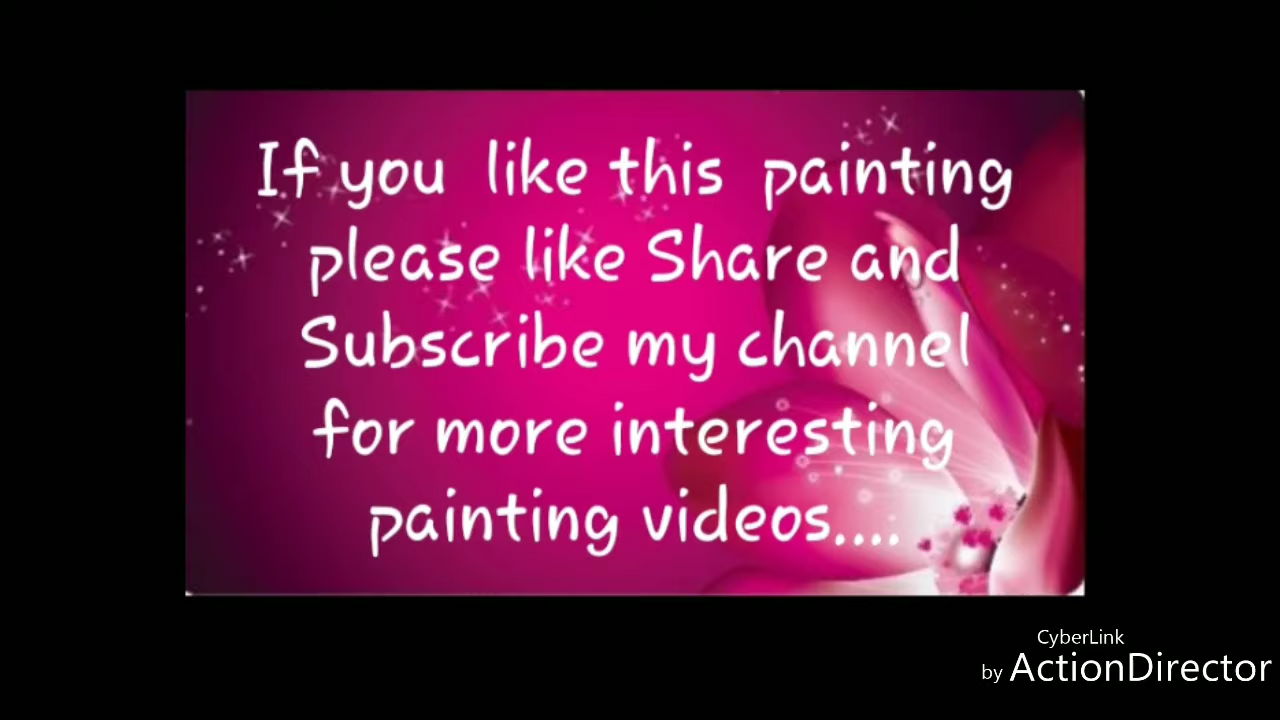 If you like this painting
please like Share and
Subscribe my channel
for more interesting
painting videos....
CyberLink
by ActionDirector